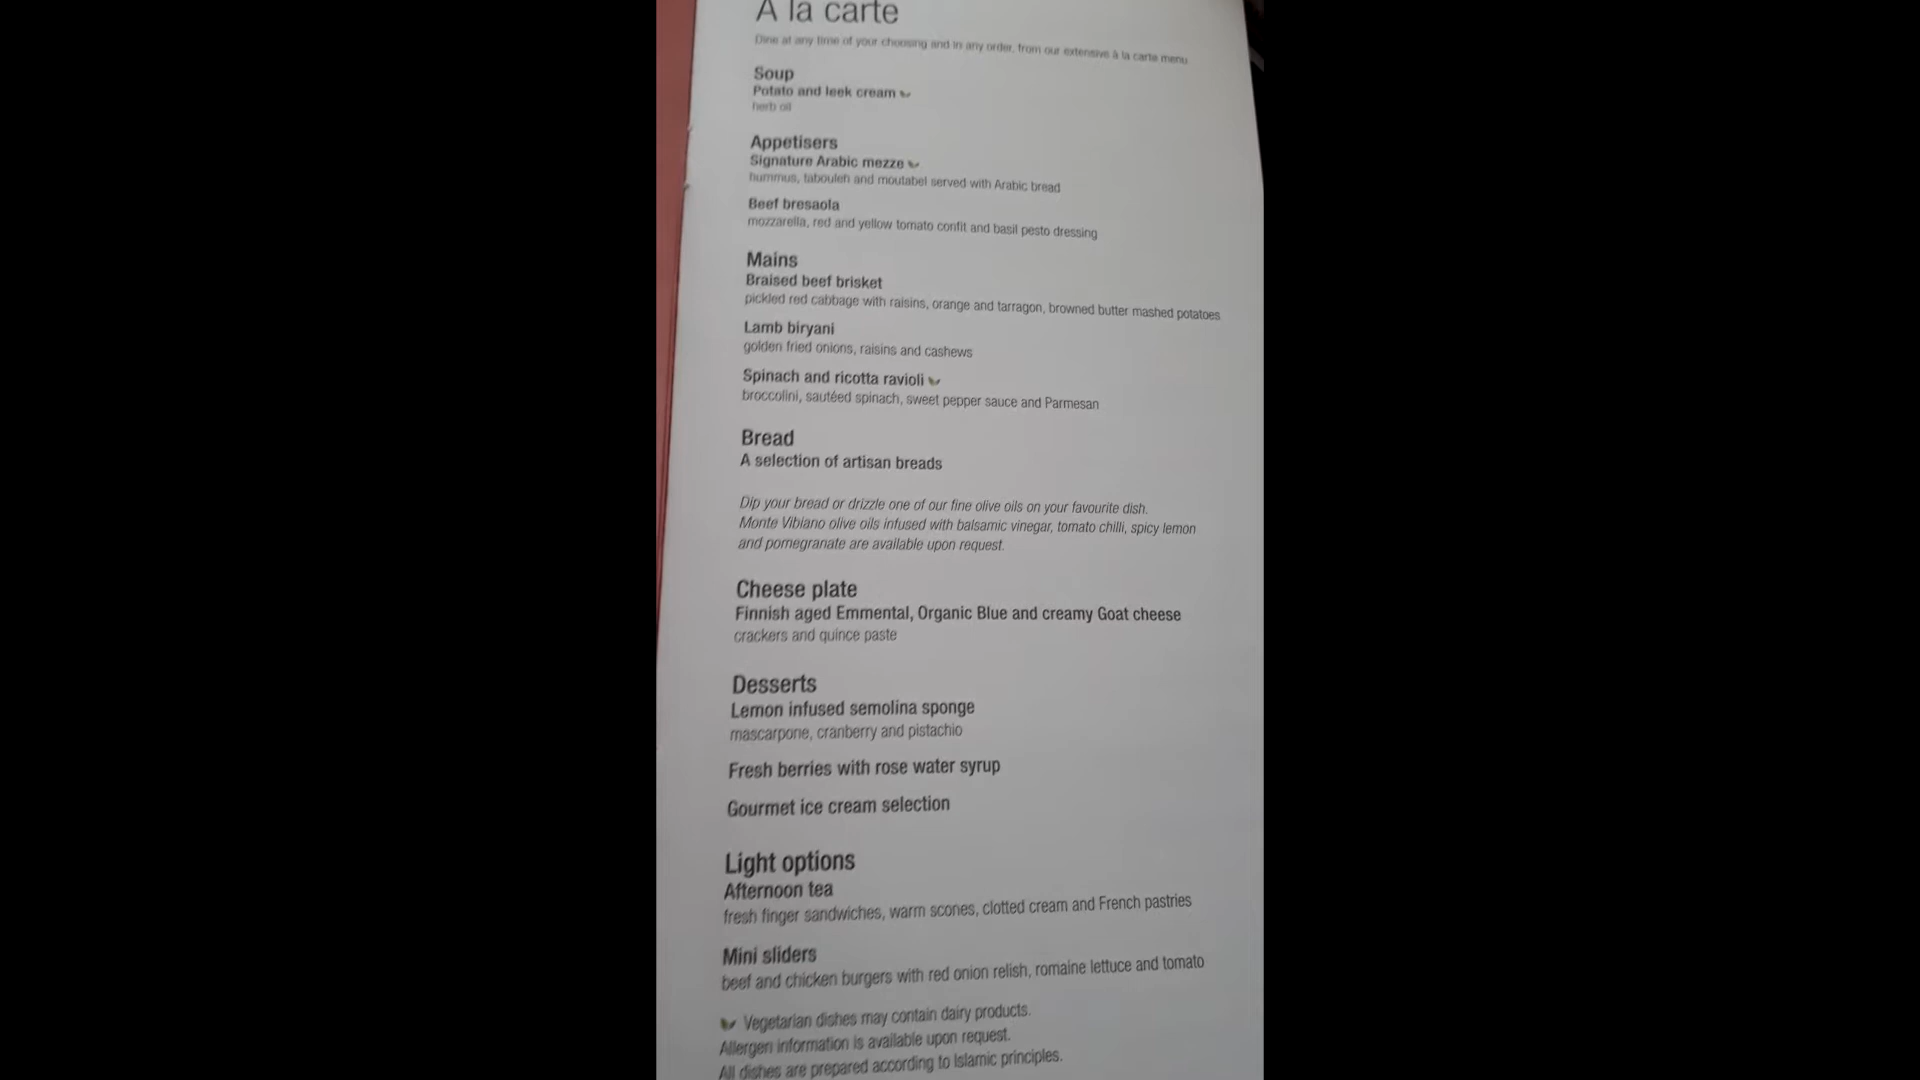 À la carte
Dine at any time of your choosing and in any order, from our extensive à la carte menu
Soup
Potato and leek cream
herb oil
Appetisers
Signature Arabic mezze
hummus, tabouleh and moutabel served with Arabic bread
Beef bresaola
mozzarella, red and yellow tomato confit and basil pesto dressing
Mains
Braised beef brisket
pickled red cabbage with raisins, orange and tarragon, browned butter mashed potatoes
Lamb biryani
golden fried onions, raisins and cashews
Spinach and ricotta ravioli
broccolini, sautéed spinach, sweet pepper sauce and Parmesan
Bread
A selection of artisan breads
Dip your bread or drizzle one of our fine olive oils on your favourite dish.
Monte Vibiano olive oils infused with balsamic vinegar, tomato chilli, spicy lemon
and pomegranate are available upon request.
Cheese plate
Finnish aged Emmental, Organic Blue and creamy Goat cheese
crackers and quince paste
Desserts
Lemon infused semolina sponge
mascarpone, cranberry and pistachio
Fresh berries with rose water syrup
Gourmet ice cream selection
Light options
Afternoon tea
fresh finger sandwiches, warm scones, clotted cream and French pastries
Mini sliders
beef and chicken burgers with red onion relish, romaine lettuce and tomato
Vegetarian dishes may contain dairy products.
Allergen information is available upon request.
All dishes are prepared according to Islamic principles.